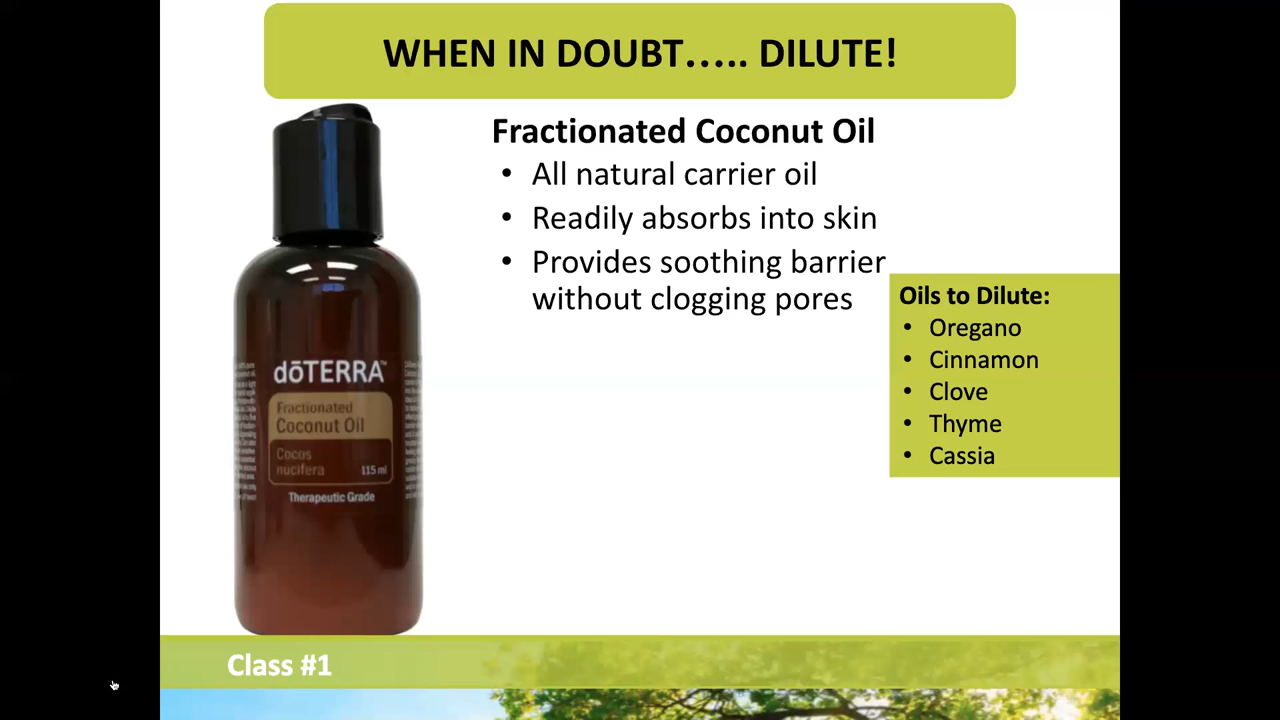 WHEN IN DOUBT..... DILUTE!
Fractionated Coconut Oil
• All natural carrier oil
• Readily absorbs into skin
• Provides soothing barrier
without clogging pores
Oils to Dilute:
• Oregano
• Cinnamon
• Clove
• Thyme
• Cassia
dōTERRA™
Fractionated
Coconut Oil
Cocos
nucifera 115 ml
Therapeutic Grade
Class #1